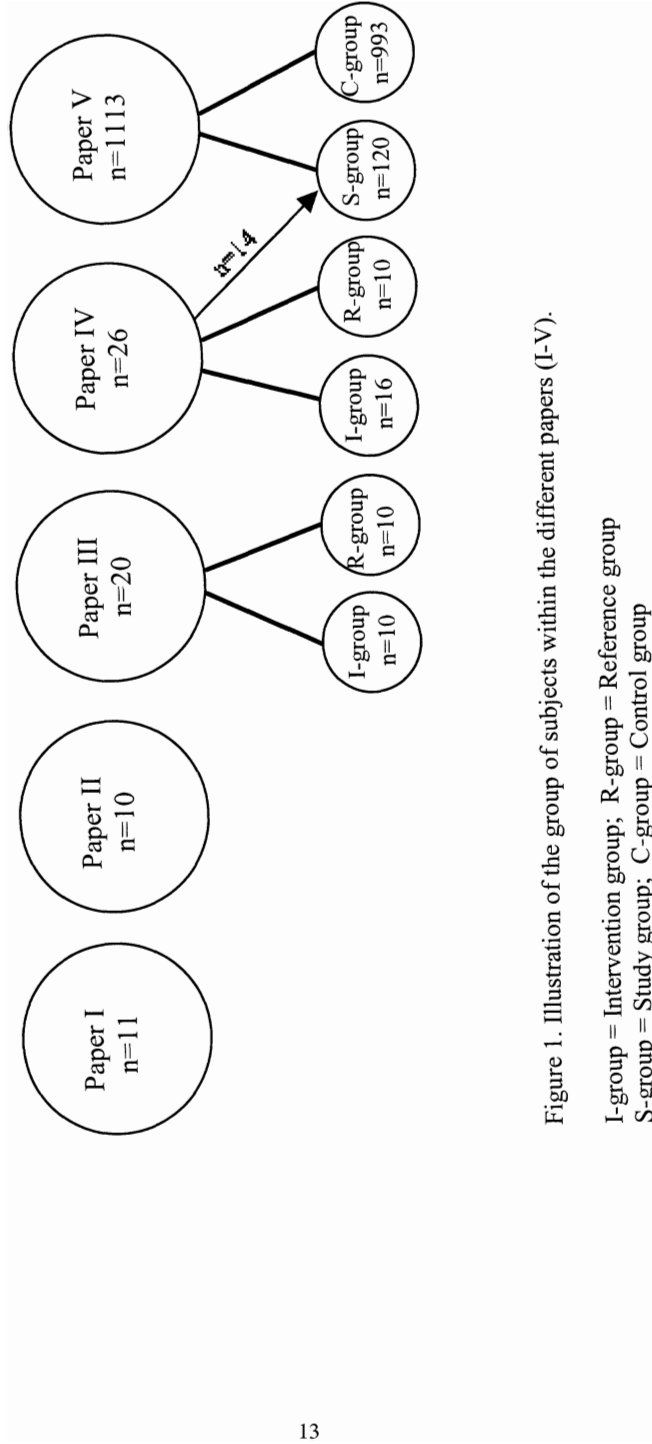 Paper I
n=11
Paper II
n=10
Paper III
n=20
Paper IV
n=26
Paper V
n=1113
I-group
n=10
R-group
n=10
I-group
n=16
R-group
n=10
n=14
S-group
n=120
C-group
n=993
Figure 1. Illustration of the group of subjects within the different papers (I-V).
I-group = Intervention group; R-group = Reference group
S-group = Study group; C-group = Control group
13